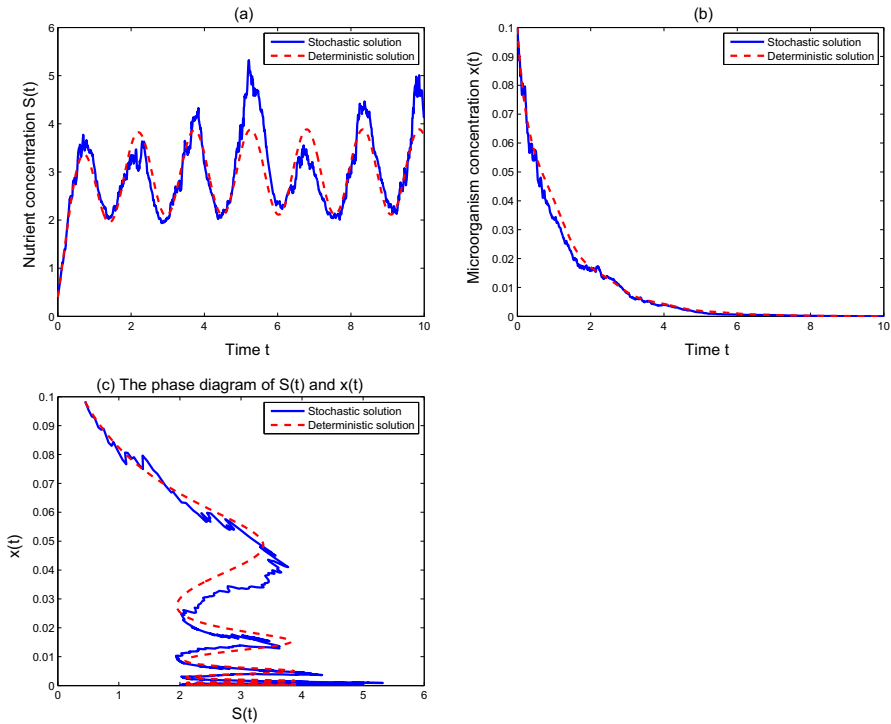 (a)
Nutrient concentration S(t)
6
5
4
3
2
1
0
0 2 4 6 8 10
Time t
Stochastic solution
Deterministic solution
(b)
Microorganism concentration x(t)
0.1
0.09
0.08
0.07
0.06
0.05
0.04
0.03
0.02
0.01
0
0 2 4 6 8 10
Time t
Stochastic solution
Deterministic solution
(c) The phase diagram of S(t) and x(t)
x(t)
0.1
0.09
0.08
0.07
0.06
0.05
0.04
0.03
0.02
0.01
0
0 1 2 3 4 5 6
S(t)
Stochastic solution
Deterministic solution